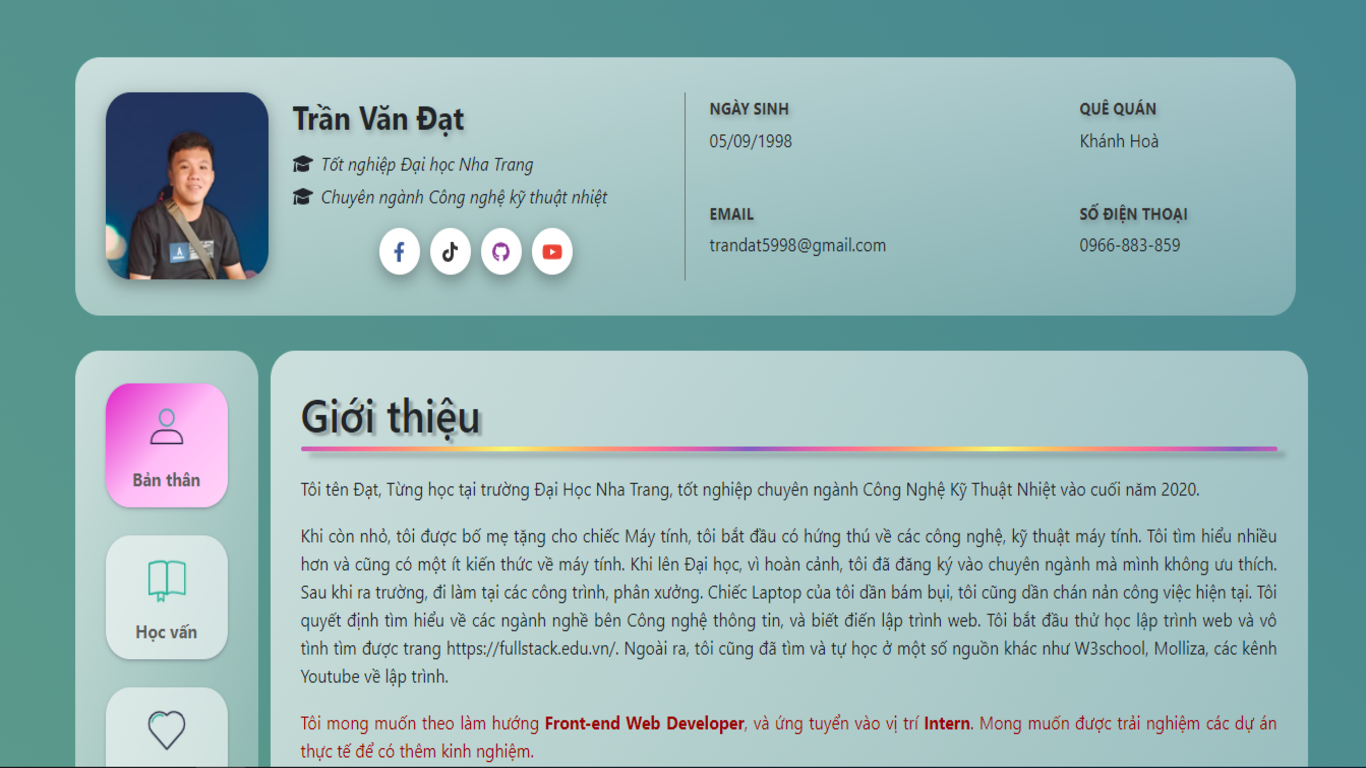 Trần Văn Đạt
Tốt nghiệp Đại học Nha Trang
Chuyên ngành Công nghệ kỹ thuật nhiệt
NGÀY SINH
05/09/1998
QUÊ QUÁN
Khánh Hoà
EMAIL
trandat5998@gmail.com
SỐ ĐIỆN THOẠI
0966-883-859
Bản thân
Học vấn
Giới thiệu
Tôi tên Đạt, Từng học tại trường Đại Học Nha Trang, tốt nghiệp chuyên ngành Công Nghệ Kỹ Thuật Nhiệt vào cuối năm 2020.
Khi còn nhỏ, tôi được bố mẹ tặng cho chiếc Máy tính, tôi bắt đầu có hứng thú về các công nghệ, kỹ thuật máy tính. Tôi tìm hiểu nhiều
hơn và cũng có một ít kiến thức về máy tính. Khi lên Đại học, vì hoàn cảnh, tôi đã đăng ký vào chuyên ngành mà mình không ưu thích.
Sau khi ra trường, đi làm tại các công trình, phân xưởng. Chiếc Laptop của tôi dần bám bụi, tôi cũng dần chán nản công việc hiện tại. Tôi
quyết định tìm hiểu về các ngành nghề bên Công nghệ thông tin, và biết điến lập trình web. Tôi bắt đầu thử học lập trình web và vô
tình tìm được trang https://fullstack.edu.vn/. Ngoài ra, tôi cũng đã tìm và tự học ở một số nguồn khác như W3school, Molliza, các kênh
Youtube về lập trình.
Tôi mong muốn theo làm hướng Front-end Web Developer, và ứng tuyển vào vị trí Intern. Mong muốn được trải nghiệm các dự án
thực tế để có thêm kinh nghiệm.